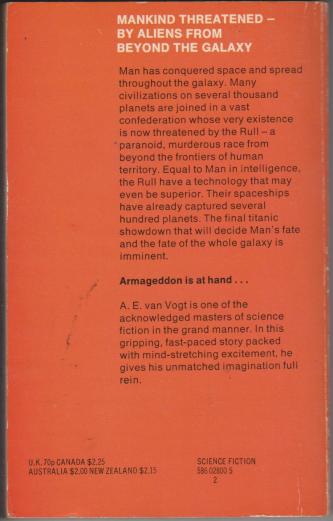 MANKIND THREATENED –
BY ALIENS FROM
BEYOND THE GALAXY
Man has conquered space and spread
throughout the galaxy. Many
civilizations on several thousand
planets are joined in a vast
confederation whose very existence
is now threatened by the Rull – a
paranoid, murderous race from
beyond the frontiers of human
territory. Equal to Man in intelligence,
the Rull have a technology that may
even be superior. Their spaceships
have already captured several
hundred planets. The final titanic
showdown that will decide Man's fate
and the fate of the whole galaxy is
imminent.
Armageddon is at hand . . .
A. E. van Vogt is one of the
acknowledged masters of science
fiction in the grand manner. In this
gripping, fast-paced story packed
with mind-stretching excitement, he
gives his unmatched imagination full
rein.
U.K. 70p CANADA $2.25
AUSTRALIA $2.00 NEW ZEALAND $2.15
SCIENCE FICTION
586 02800 5
2